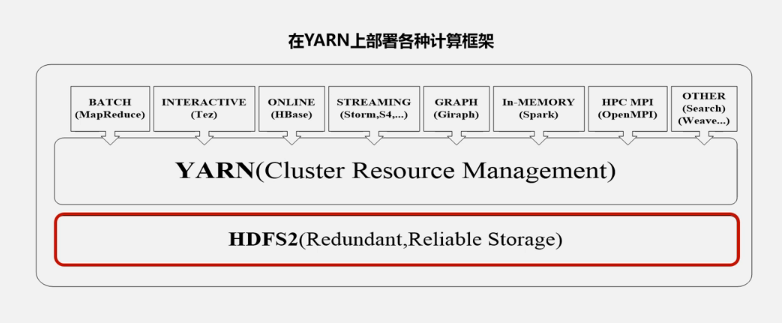 在YARN上部署各种计算框架
BATCH
(MapReduce)
INTERACTIVE
(Tez)
ONLINE
(HBase)
STREAMING
(Storm,S4,...)
GRAPH
(Giraph)
In-MEMORY
(Spark)
HPC MPI
(OpenMPI)
OTHER
(Search)
(Weave...)
YARN(Cluster Resource Management)
HDFS2(Redundant,Reliable Storage)